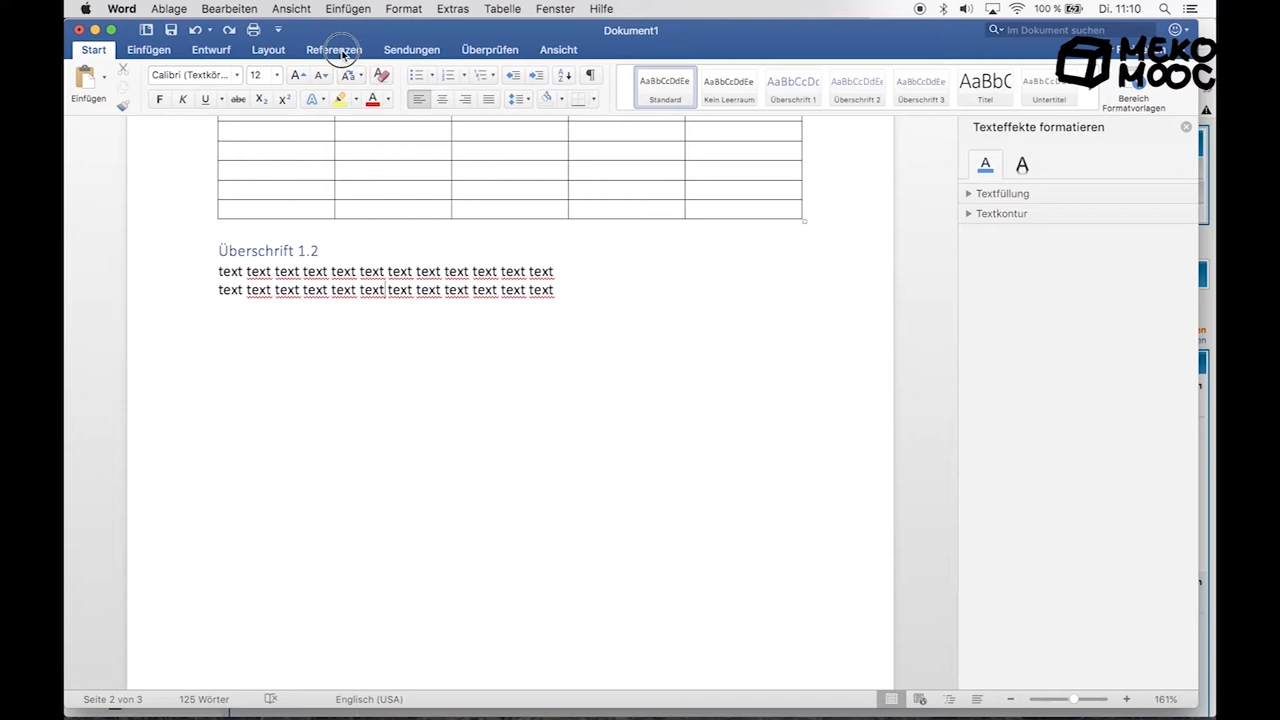 Word Ablage Bearbeiten Ansicht Einfügen Format Extras Tabelle Fenster Hilfe 100 % Di. 11:10
Dokument1 Im Dokument suchen
MEKO
MOOC
Start Einfügen Entwurf Layout Referenzen Sendungen Überprüfen Ansicht
Calibri (Textkör... 12
Einfügen
AaBbCcDdEe AaBbCcDdEe AaBbCcDc AaBbCcDdEe AaBbCcDdEe AaBbC AaBbCcDdEe
Standard Kein Leerraum Überschrift 1 Überschrift 2 Überschrift 3 Titel Untertitel
Bereich
Formatvorlagen
Texteffekte formatieren
Textfüllung
Textkontur
Überschrift 1.2
text text text text text text text text text text text text
text text text text text text text text text text text text
Seite 2 von 3 125 Wörter Englisch (USA) 161%